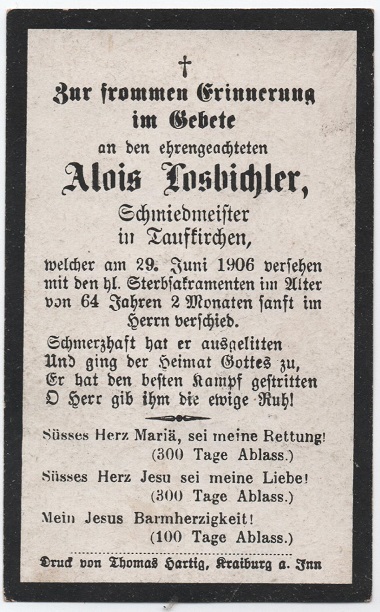 Zur frommen Erinnerung
im Gebete
an den ehrengeachteten
Alois Losbichler,
Schmiedmeister
in Taufkirchen,
welcher am 29. Juni 1906 versehen
mit den hl. Sterbsakramenten im Alter
von 64 Jahren 2 Monaten sanft im
Herrn verschied.
Schmerzhaft hat er ausgelitten
Und ging der Heimat Gottes zu,
Er hat den besten Kampf gestritten
O Herr gib ihm die ewige Ruh!
Süsses Herz Mariä, sei meine Rettung!
(300 Tage Ablass.)
Süsses Herz Jesu sei meine Liebe!
(300 Tage Ablass.)
Mein Jesus Barmherzigkeit!
(100 Tage Ablass.)
Druck von Thomas Hartig, Kraiburg a. Inn